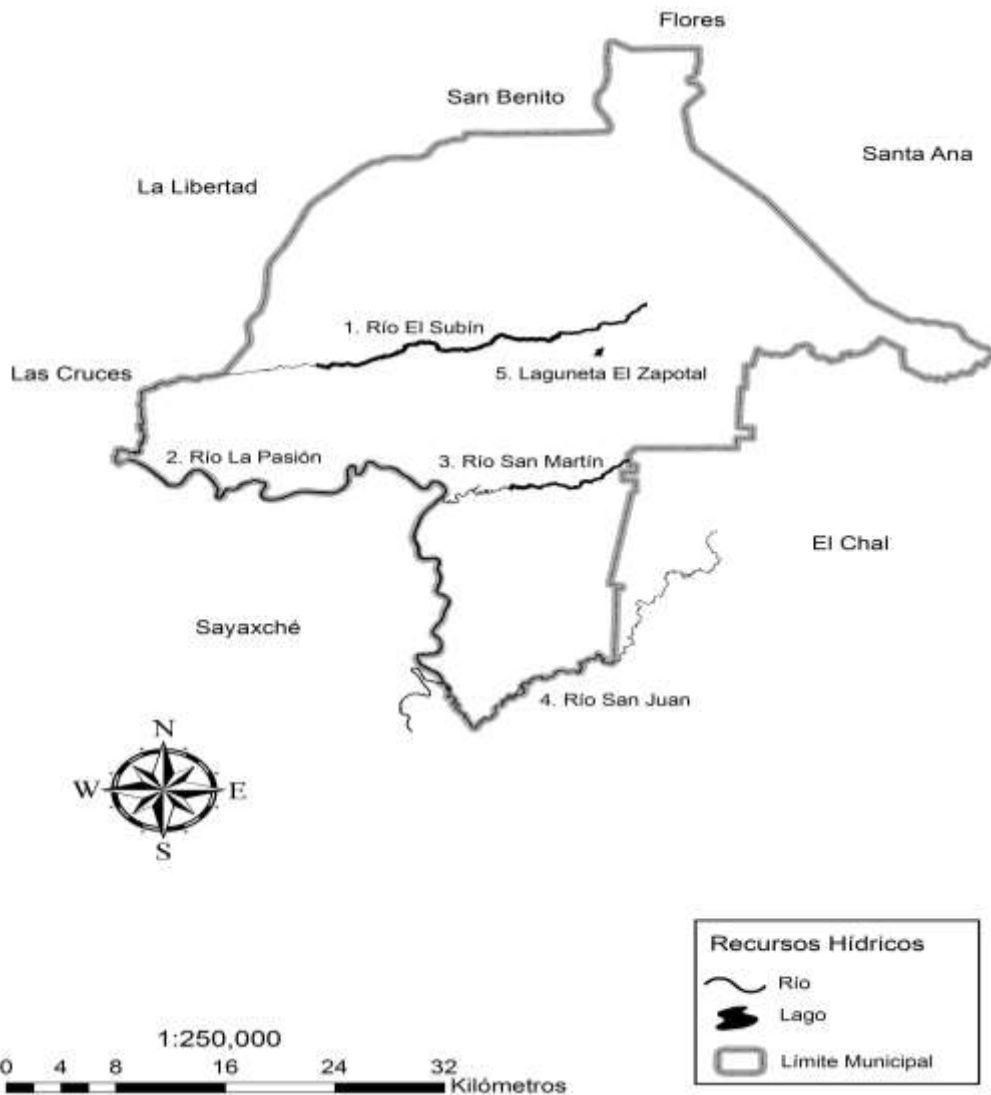 Flores
San Benito
Santa Ana
La Libertad
1. Río El Subín
Las Cruces
5. Laguneta El Zapotal
2. Río La Pasión
3. Río San Martín
El Chal
Sayaxché
4. Río San Juan
N
W E
S
Recursos Hídricos
Río
Lago
Límite Municipal
1:250,000
0 4 8 16 24 32
Kilómetros